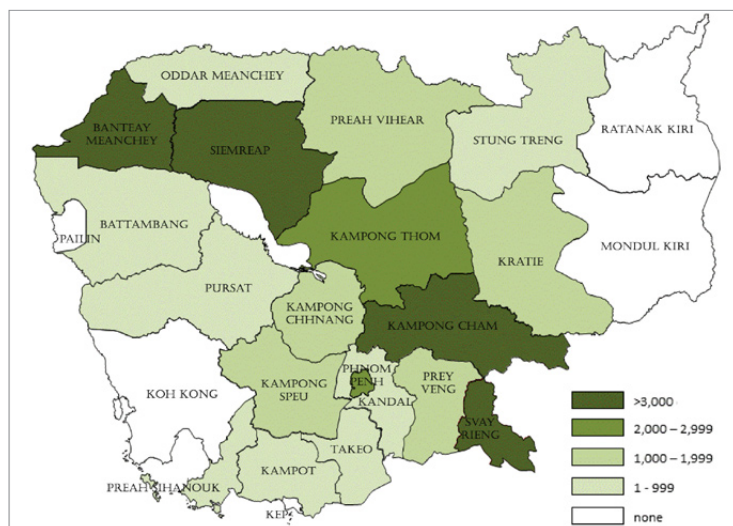 ODDAR MEANCHEY
BANTEAY
MEANCHEY
SIEMREAP
PREAH VIHEAR
STUNG TRENG
RATANAK KIRI
BATTAMBANG
PAILIN
KAMPONG THOM
KRATIE
MONDUL KIRI
PURSAT
KAMPONG
CHHNANG
KAMPONG CHAM
KOH KONG
KAMPONG
SPEU
PHNOM
PENH
KANDAL
PREY
VENG
SVAY
RIENG
TAKEO
KAMPOT
PREAH SIHANOUK
KEP
>3,000
2,000 – 2,999
1,000 – 1,999
1 - 999
none